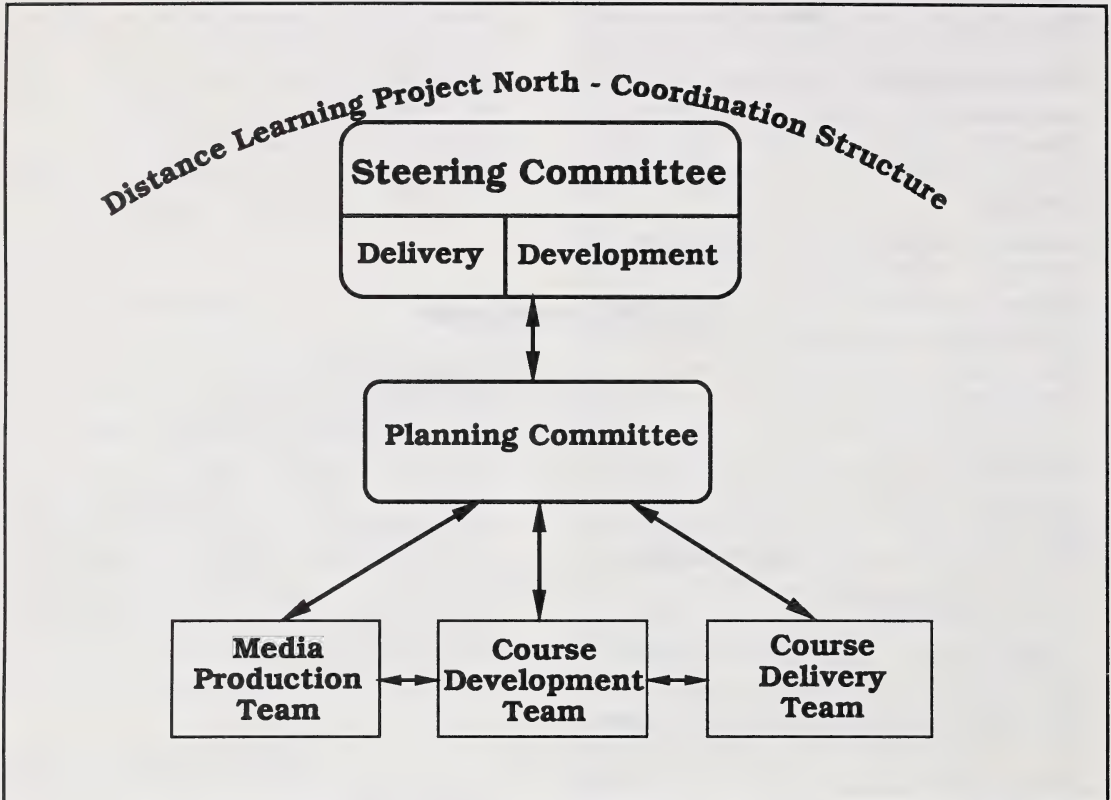 Distance Learning Project North - Coordination Structure
Steering Committee
Delivery
Development
Planning Committee
Media
Production
Team
Course
Development
Team
Course
Delivery
Team